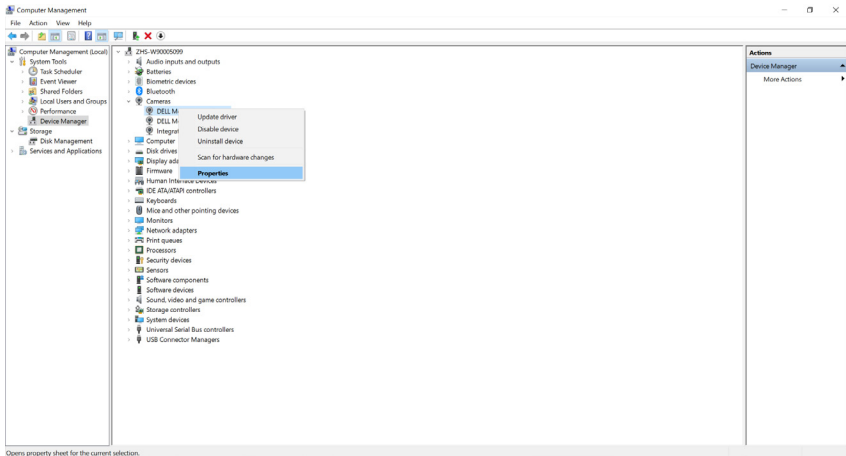 Computer Management
File Action View Help
Computer Management (Local)
System Tools
Task Scheduler
Event Viewer
Shared Folders
Local Users and Groups
Performance
Device Manager
Storage
Disk Management
Services and Applications
ZHS-W90005099
Audio inputs and outputs
Batteries
Biometric devices
Bluetooth
Cameras
DELL M
DELL M
Integrat
Computer
Disk drives
Display ada
Firmware
Human Interface Devices
IDE ATA/ATAPI controllers
Keyboards
Mice and other pointing devices
Monitors
Network adapters
Print queues
Processors
Security devices
Sensors
Software components
Software devices
Sound, video and game controllers
Storage controllers
System devices
Universal Serial Bus controllers
USB Connector Managers
Update driver
Disable device
Uninstall device
Scan for hardware changes
Properties
Actions
Device Manager
More Actions
Opens property sheet for the current selection.